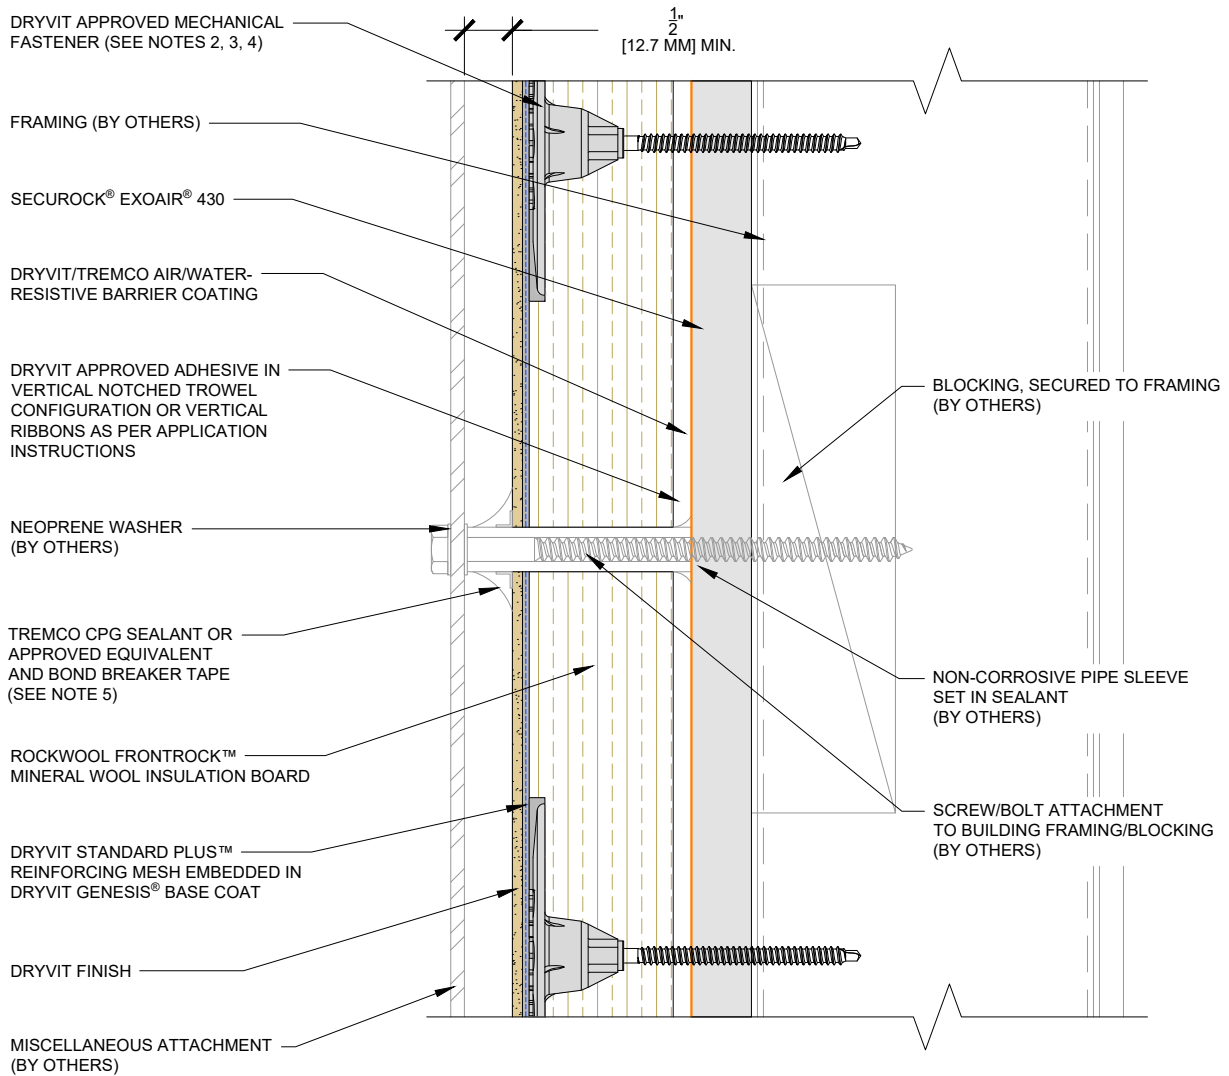 DRYVIT APPROVED MECHANICAL
FASTENER (SEE NOTES 2, 3, 4)
1/2"
[12.7 MM] MIN.
FRAMING (BY OTHERS)
SECUROCK® EXOAIR® 430
DRYVIT/TREMCO AIR/WATER-
RESISTIVE BARRIER COATING
DRYVIT APPROVED ADHESIVE IN
VERTICAL NOTCHED TROWEL
CONFIGURATION OR VERTICAL
RIBBONS AS PER APPLICATION
INSTRUCTIONS
NEOPRENE WASHER
(BY OTHERS)
TREMCO CPG SEALANT OR
APPROVED EQUIVALENT
AND BOND BREAKER TAPE
(SEE NOTE 5)
ROCKWOOL FRONTROCK™
MINERAL WOOL INSULATION BOARD
DRYVIT STANDARD PLUS™
REINFORCING MESH EMBEDDED IN
DRYVIT GENESIS® BASE COAT
DRYVIT FINISH
MISCELLANEOUS ATTACHMENT
(BY OTHERS)
BLOCKING, SECURED TO FRAMING
(BY OTHERS)
NON-CORROSIVE PIPE SLEEVE
SET IN SEALANT
(BY OTHERS)
SCREW/BOLT ATTACHMENT
TO BUILDING FRAMING/BLOCKING
(BY OTHERS)